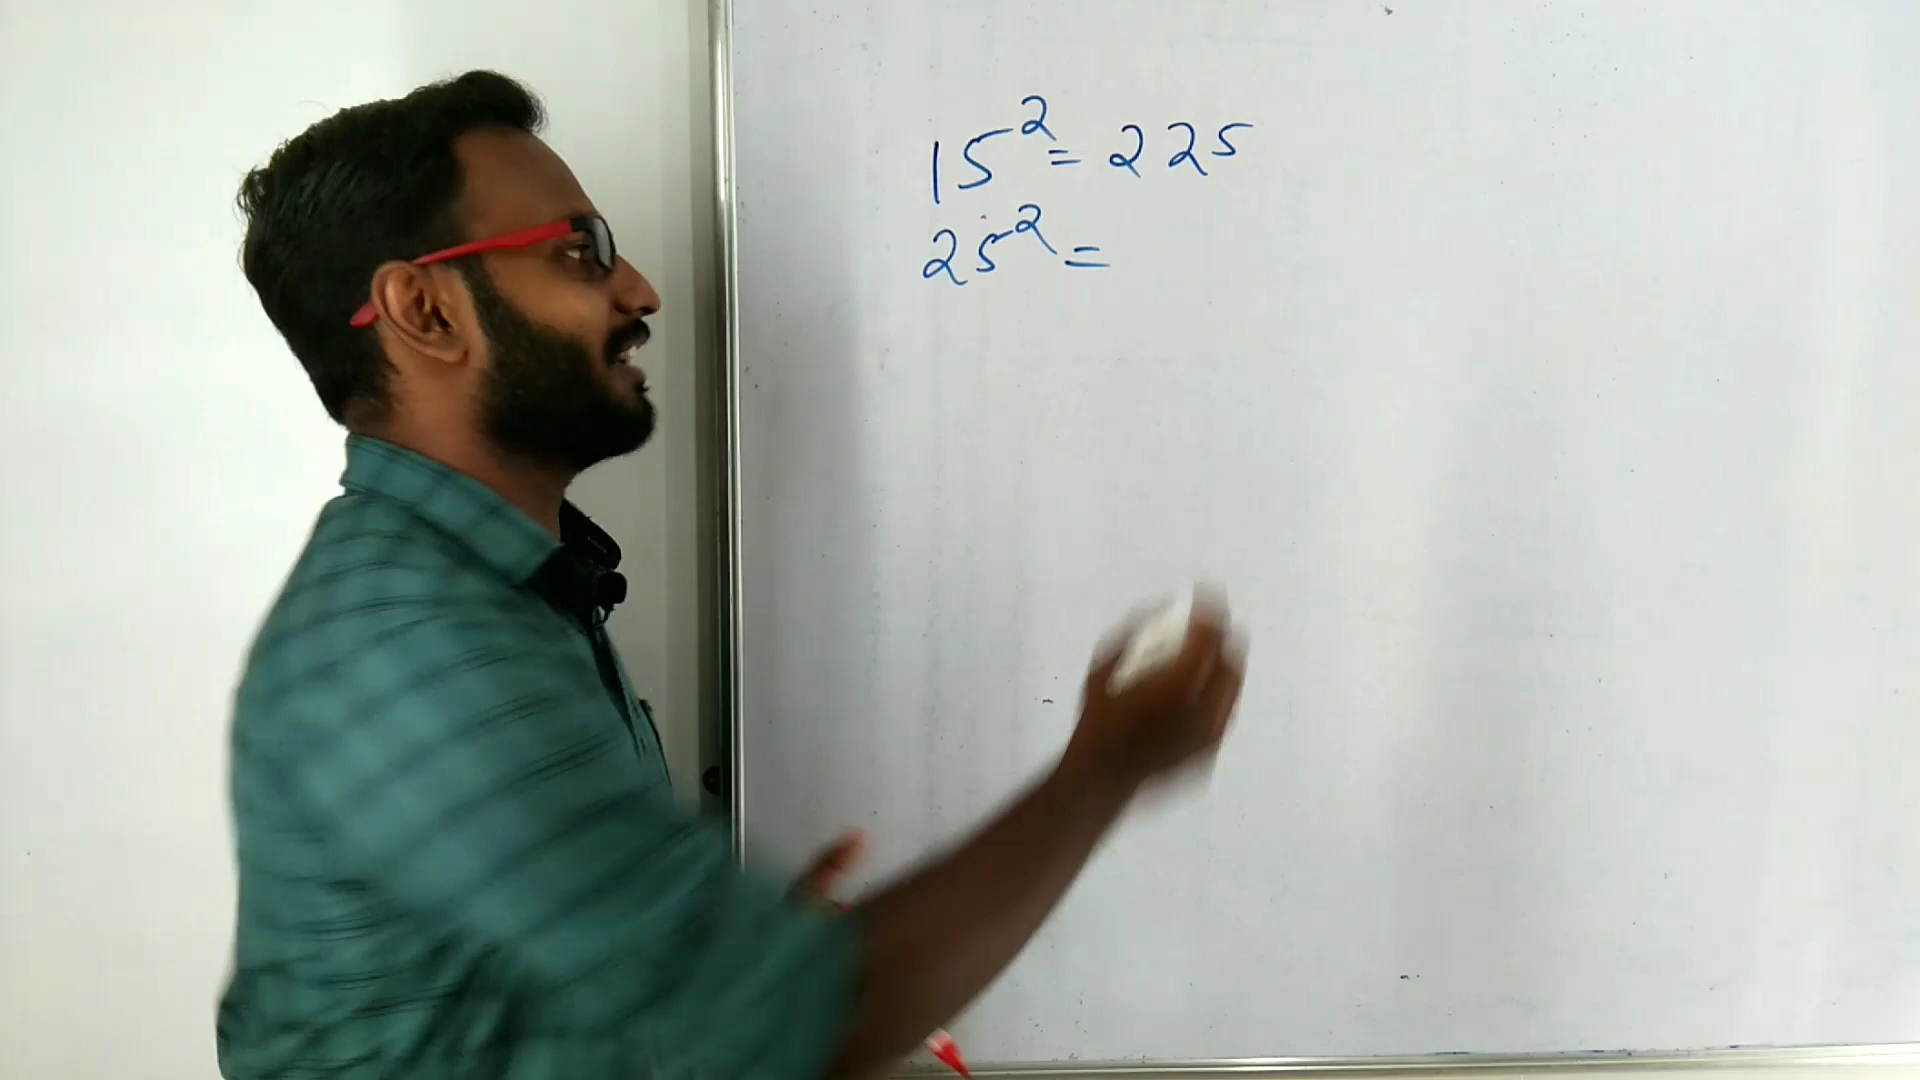 15² = 225
25² =